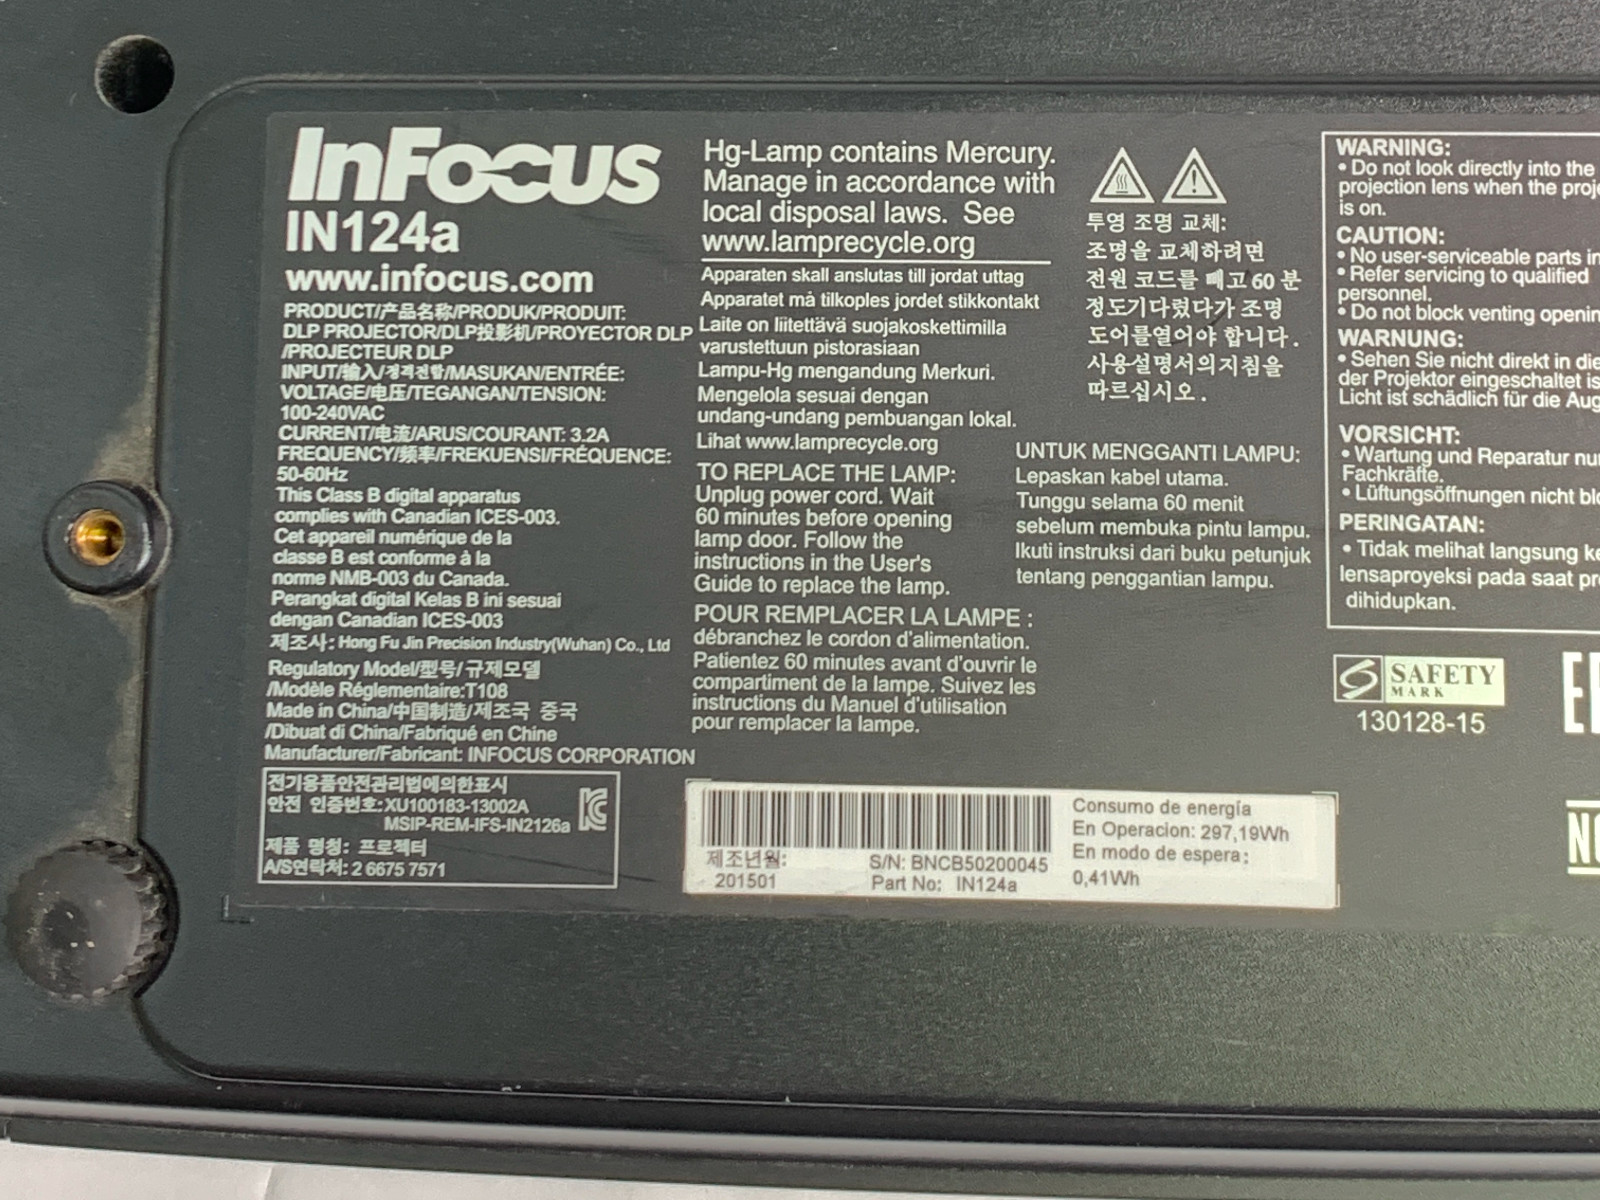 InFocus
IN124a
www.infocus.com
PRODUCT/产品名称/PRODUK/PRODUIT:
DLP PROJECTOR/DLP投影机/PROYECTOR DLP
/PROJECTEUR DLP
INPUT/输入/정격전압/MASUKAN/ENTRÉE:
VOLTAGE/电压/TEGANGAN/TENSION:
100-240VAC
CURRENT/电流/ARUS/COURANT: 3.2A
FREQUENCY/频率/FREKUENSI/FRÉQUENCE:
50-60Hz
This Class B digital apparatus
complies with Canadian ICES-003.
Cet appareil numérique de la
classe B est conforme à la
norme NMB-003 du Canada.
Perangkat digital Kelas B ini sesuai
dengan Canadian ICES-003
제조사: Hong Fu Jin Precision Industry(Wuhan) Co., Ltd
Regulatory Model/型号/규제모델
/Modèle Réglementaire:T108
Made in China/中国制造/제조국 중국
/Dibuat di China/Fabriqué en Chine
Manufacturer/Fabricant: INFOCUS CORPORATION
전기용품안전관리법에의한표시
안전 인증번호:XU100183-13002A
MSIP-REM-IFS-IN2126a
제품 명칭: 프로젝터
A/S연락처: 2 6675 7571
Hg-Lamp contains Mercury.
Manage in accordance with
local disposal laws. See
www.lamprecycle.org
Apparaten skall anslutas till jordat uttag
Apparatet må tilkoples jordet stikkontakt
Laite on liitettävä suojakoskettimilla
varustettuun pistorasiaan
Lampu-Hg mengandung Merkuri.
Mengelola sesuai dengan
undang-undang pembuangan lokal.
Lihat www.lamprecycle.org
TO REPLACE THE LAMP:
Unplug power cord. Wait
60 minutes before opening
lamp door. Follow the
instructions in the User's
Guide to replace the lamp.
POUR REMPLACER LA LAMPE :
débranchez le cordon d'alimentation.
Patientez 60 minutes avant d'ouvrir le
compartiment de la lampe. Suivez les
instructions du Manuel d'utilisation
pour remplacer la lampe.
투영 조명 교체:
조명을 교체하려면
전원 코드를 빼고 60 분
정도기다렸다가 조명
도어를열어야 합니다.
사용설명서의지침을
따르십시오.
UNTUK MENGGANTI LAMPU:
Lepaskan kabel utama.
Tunggu selama 60 menit
sebelum membuka pintu lampu.
Ikuti instruksi dari buku petunjuk
tentang penggantian lampu.
제조년월:
201501
S/N: BNCB50200045
Part No: IN124a
Consumo de energía
En Operacion: 297,19Wh
En modo de espera:
0,41Wh
WARNING:
• Do not look directly into the
projection lens when the
is on.
CAUTION:
• No user-serviceable parts
• Refer servicing to qualified
personnel.
• Do not block venting
WARNUNG:
• Sehen Sie nicht direkt in die
der Projektor eingeschaltet
Licht ist schädlich für die
VORSICHT:
• Wartung und Reparatur
Fachkräfte.
• Lüftungsöffnungen nicht
PERINGATAN:
• Tidak melihat langsung
lensaproyeksi pada saat
dihidupkan.
SAFETY
MARK
130128-15